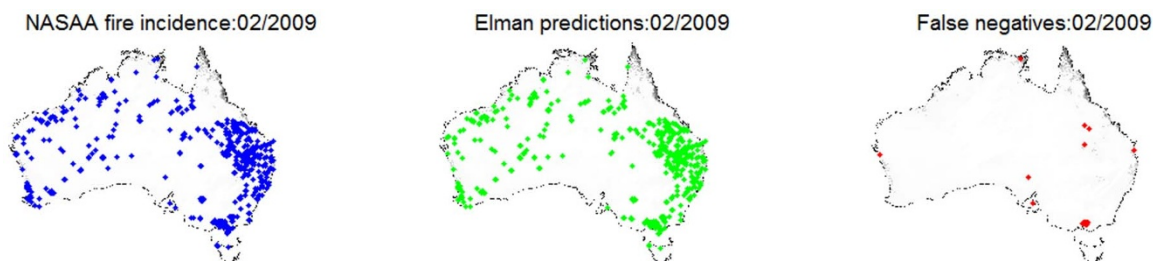 NASAA fire incidence:02/2009
Elman predictions:02/2009
False negatives:02/2009